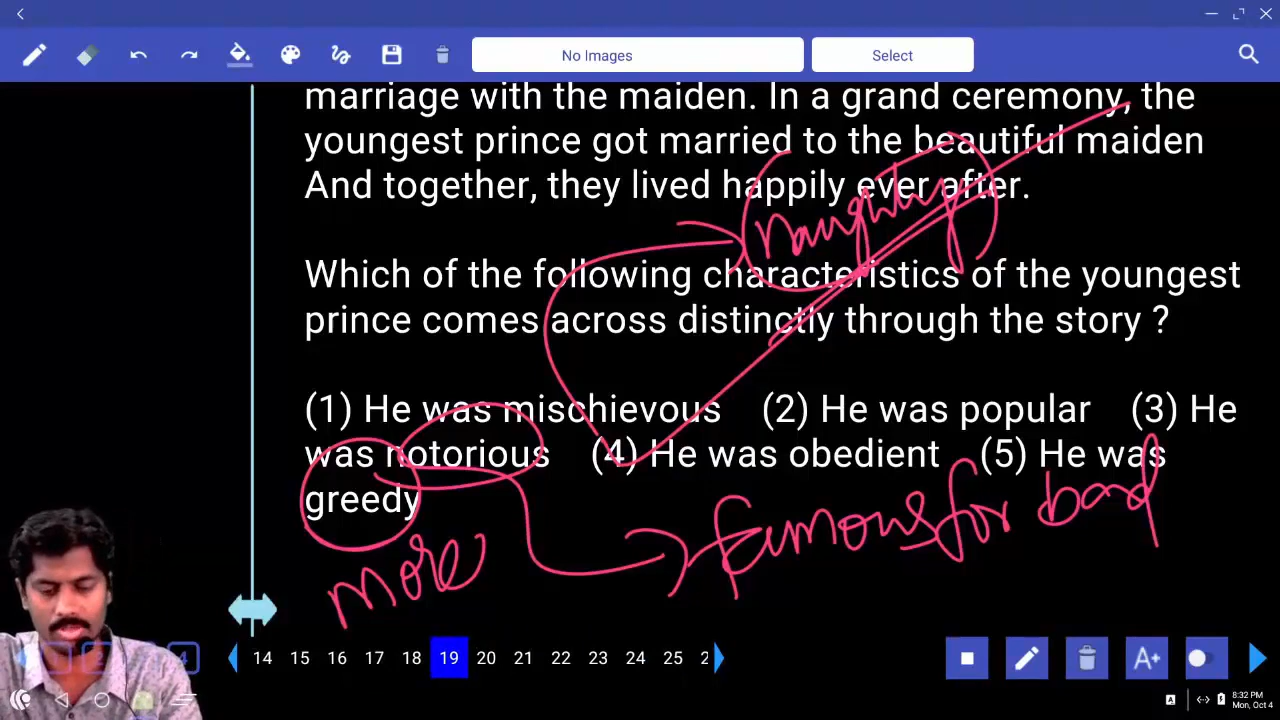 No Images
Select
marriage with the maiden. In a grand ceremony, the
youngest prince got married to the beautiful maiden
And together, they lived happily ever after.
naughty
Which of the following characteristics of the youngest
prince comes across distinctly through the story ?
(1) He was mischievous (2) He was popular (3) He
was notorious (4) He was obedient (5) He was
greedy
famous for bad
more
14 15 16 17 18 19 20 21 22 23 24 25 2
A+
8:32 PM
Mon, Oct 4